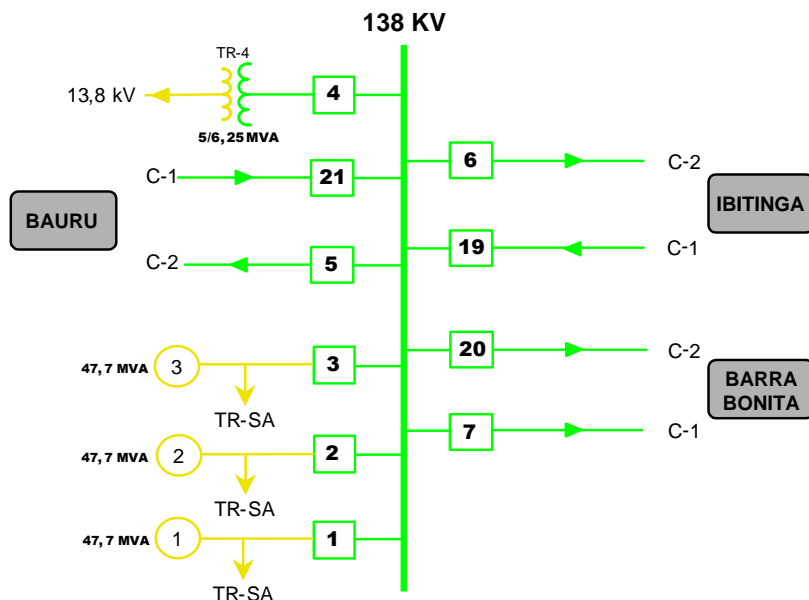 138 KV
TR-4
13,8 kV
4
5/6, 25 MVA
6
C-2
C-1
21
IBITINGA
BAURU
19
C-1
C-2
5
20
C-2
47, 7 MVA
3
3
BARRA
BONITA
TR-SA
7
C-1
47, 7 MVA
2
2
TR-SA
47, 7 MVA
1
1
TR-SA